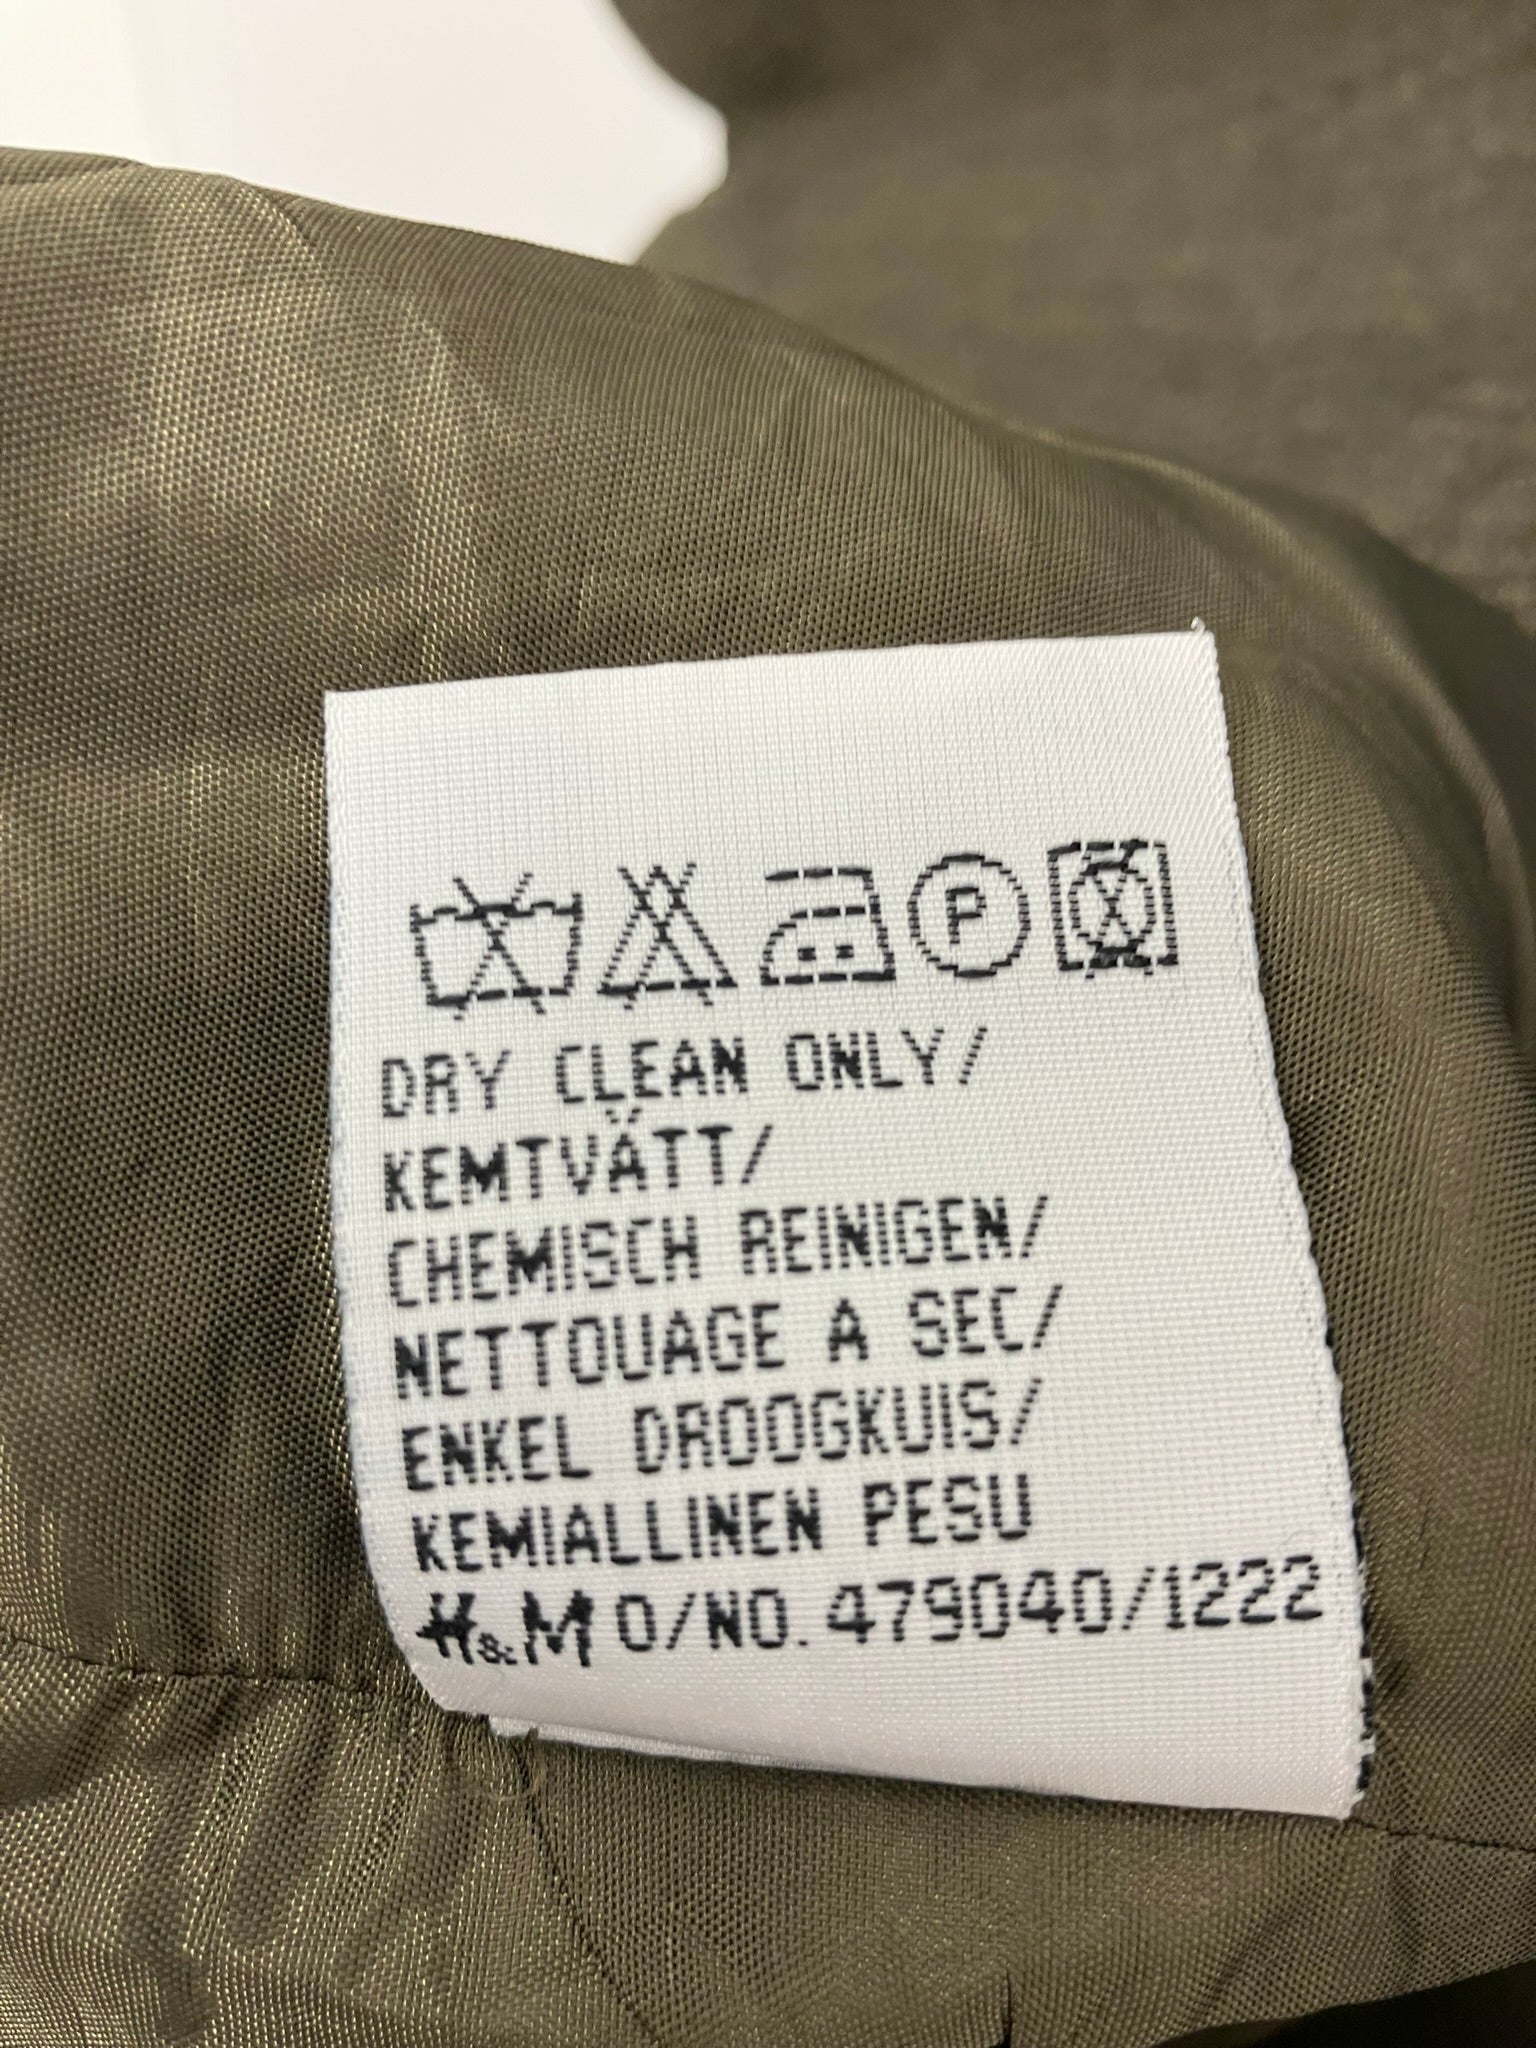 P
DRY CLEAN ONLY/
KEMTVÄTT/
CHEMISCH REINIGEN/
NETTOUAGE A SEC/
ENKEL DROOGKUIS/
KEMIALLINEN PESU
H&M O/NO. 479040/1222